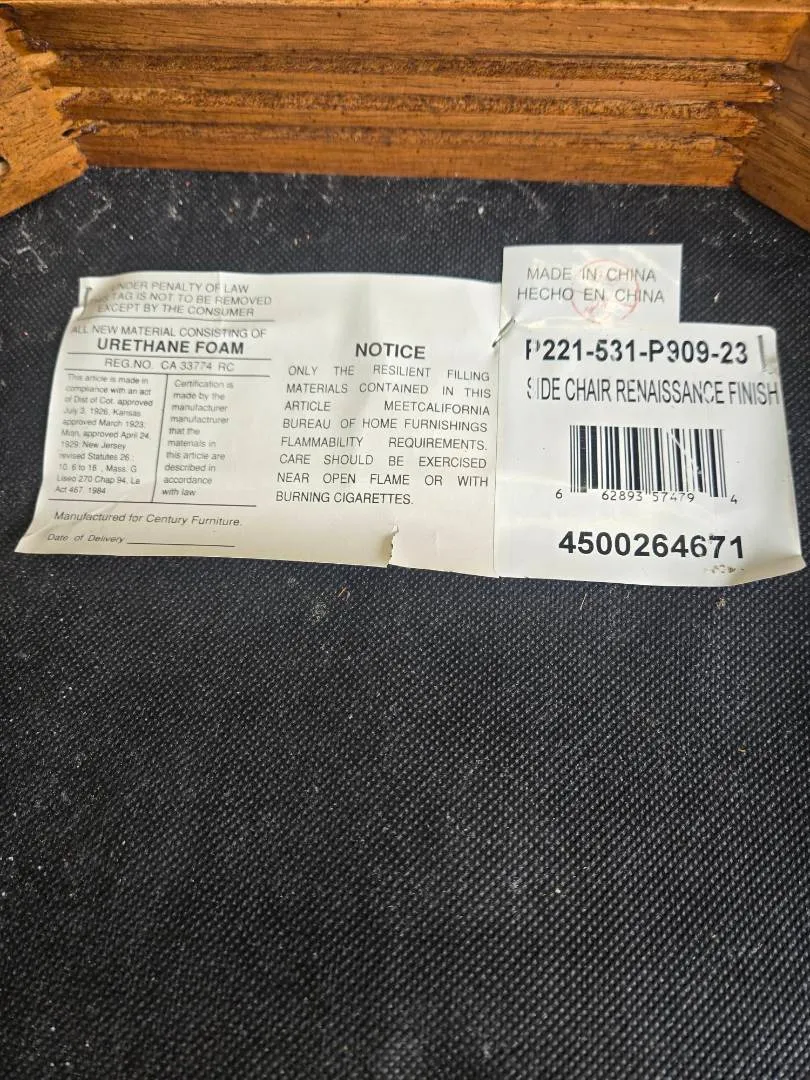 UNDER PENALTY OF LAW
TAG IS NOT TO BE REMOVED
EXCEPT BY THE CONSUMER
ALL NEW MATERIAL CONSISTING OF
URETHANE FOAM
REG.NO. CA 33774 RC
This article is made in
compliance with an act
of Dist of Cot. approved
July 3, 1926, Kansas
approved March 1923;
approved April 24,
1929; New Jersey
revised Statutes 26 :
10. 6 to 18 , Mass. G
Liseo 270 Chap 94, La
Act 467. 1984
Certification is
made by the
manufacturer
manufactrurer
that the
materials in
this article are
described in
accordance
with law
Manufactured for Century Furniture.
Date of Delivery
NOTICE
ONLY THE RESILIENT FILLING
MATERIALS CONTAINED IN THIS
ARTICLE MEETCALIFORNIA
BUREAU OF HOME FURNISHINGS
FLAMMABILITY REQUIREMENTS.
CARE SHOULD BE EXERCISED
NEAR OPEN FLAME OR WITH
BURNING CIGARETTES.
MADE IN CHINA
HECHO EN CHINA
P221-531-P909-23
SIDE CHAIR RENAISSANCE FINISH
6 62893 57479 4
4500264671